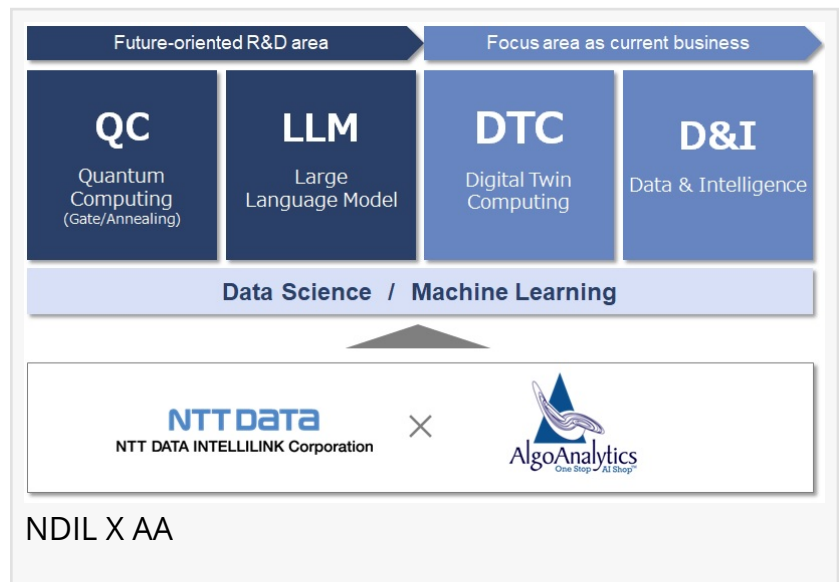 Future-oriented R&D area
Focus area as current business
QC
Quantum
Computing
(Gate/Annealing)
LLM
Large
Language Model
DTC
Digital Twin
Computing
D&I
Data & Intelligence
Data Science / Machine Learning
NTT DATA
NTT DATA INTELLILINK Corporation
×
AlgoAnalytics
One Stop AI Shop™
NDIL X AA